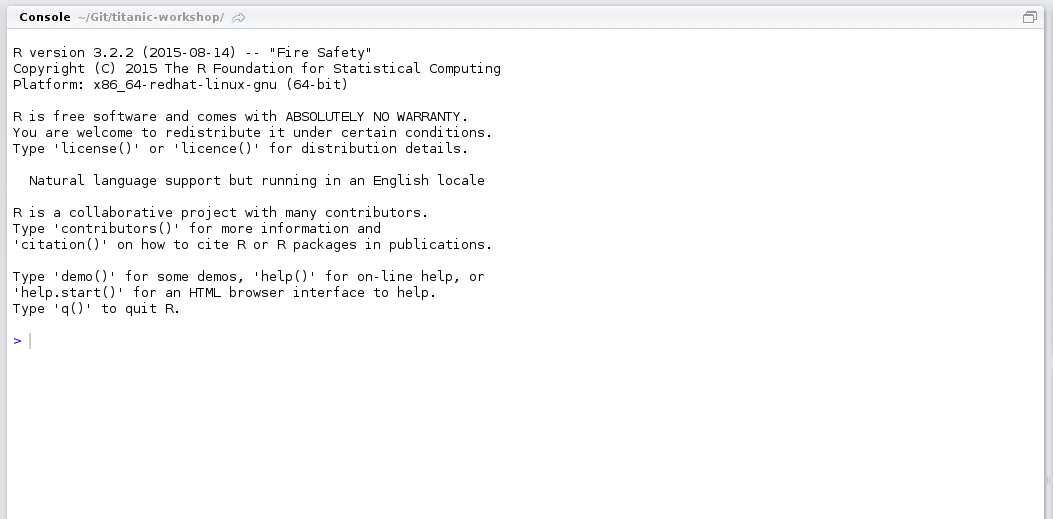 Console ~/Git/titanic-workshop/
R version 3.2.2 (2015-08-14) -- "Fire Safety"
Copyright (C) 2015 The R Foundation for Statistical Computing
Platform: x86_64-redhat-linux-gnu (64-bit)
R is free software and comes with ABSOLUTELY NO WARRANTY.
You are welcome to redistribute it under certain conditions.
Type 'license()' or 'licence()' for distribution details.
Natural language support but running in an English locale
R is a collaborative project with many contributors.
Type 'contributors()' for more information and
'citation()' on how to cite R or R packages in publications.
Type 'demo()' for some demos, 'help()' for on-line help, or
'help.start()' for an HTML browser interface to help.
Type 'q()' to quit R.
>